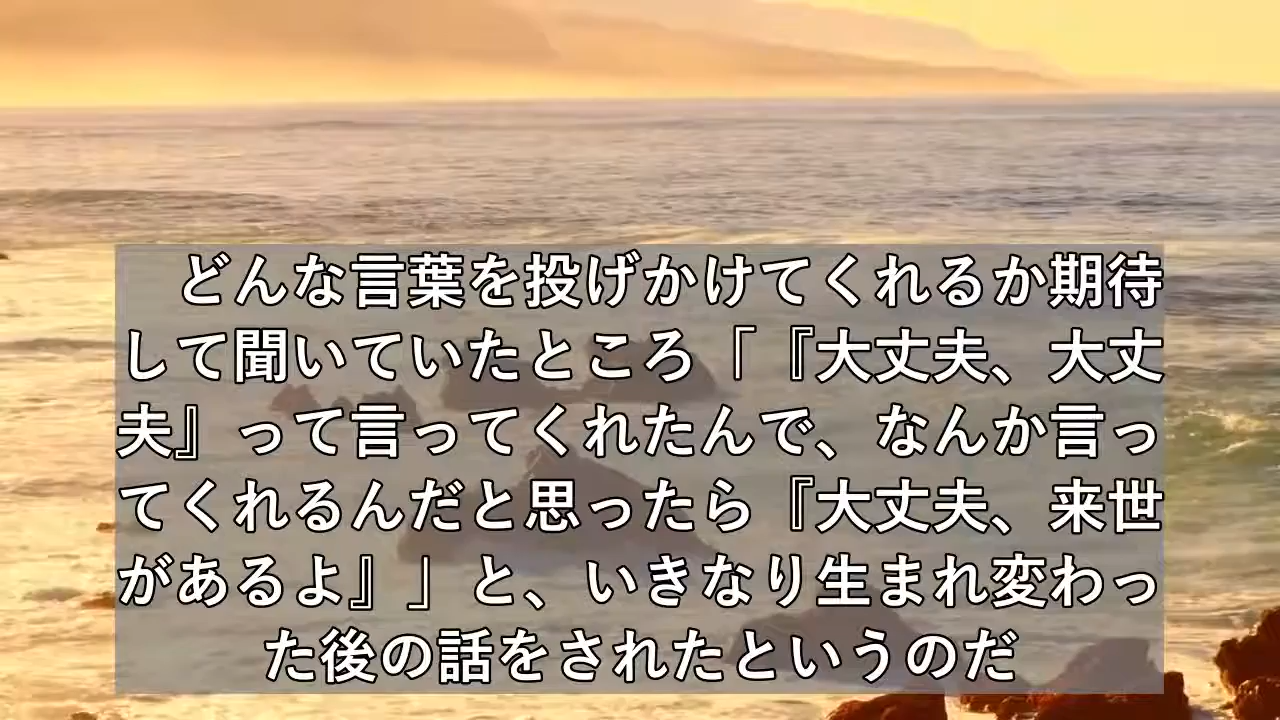 どんな言葉を投げかけてくれるか期待
して聞いていたところ「『大丈夫、大丈
夫』って言ってくれたんで、なんか言っ
てくれるんだと思ったら『大丈夫、来世
があるよ』」と、いきなり生まれ変わっ
た後の話をされたというのだ